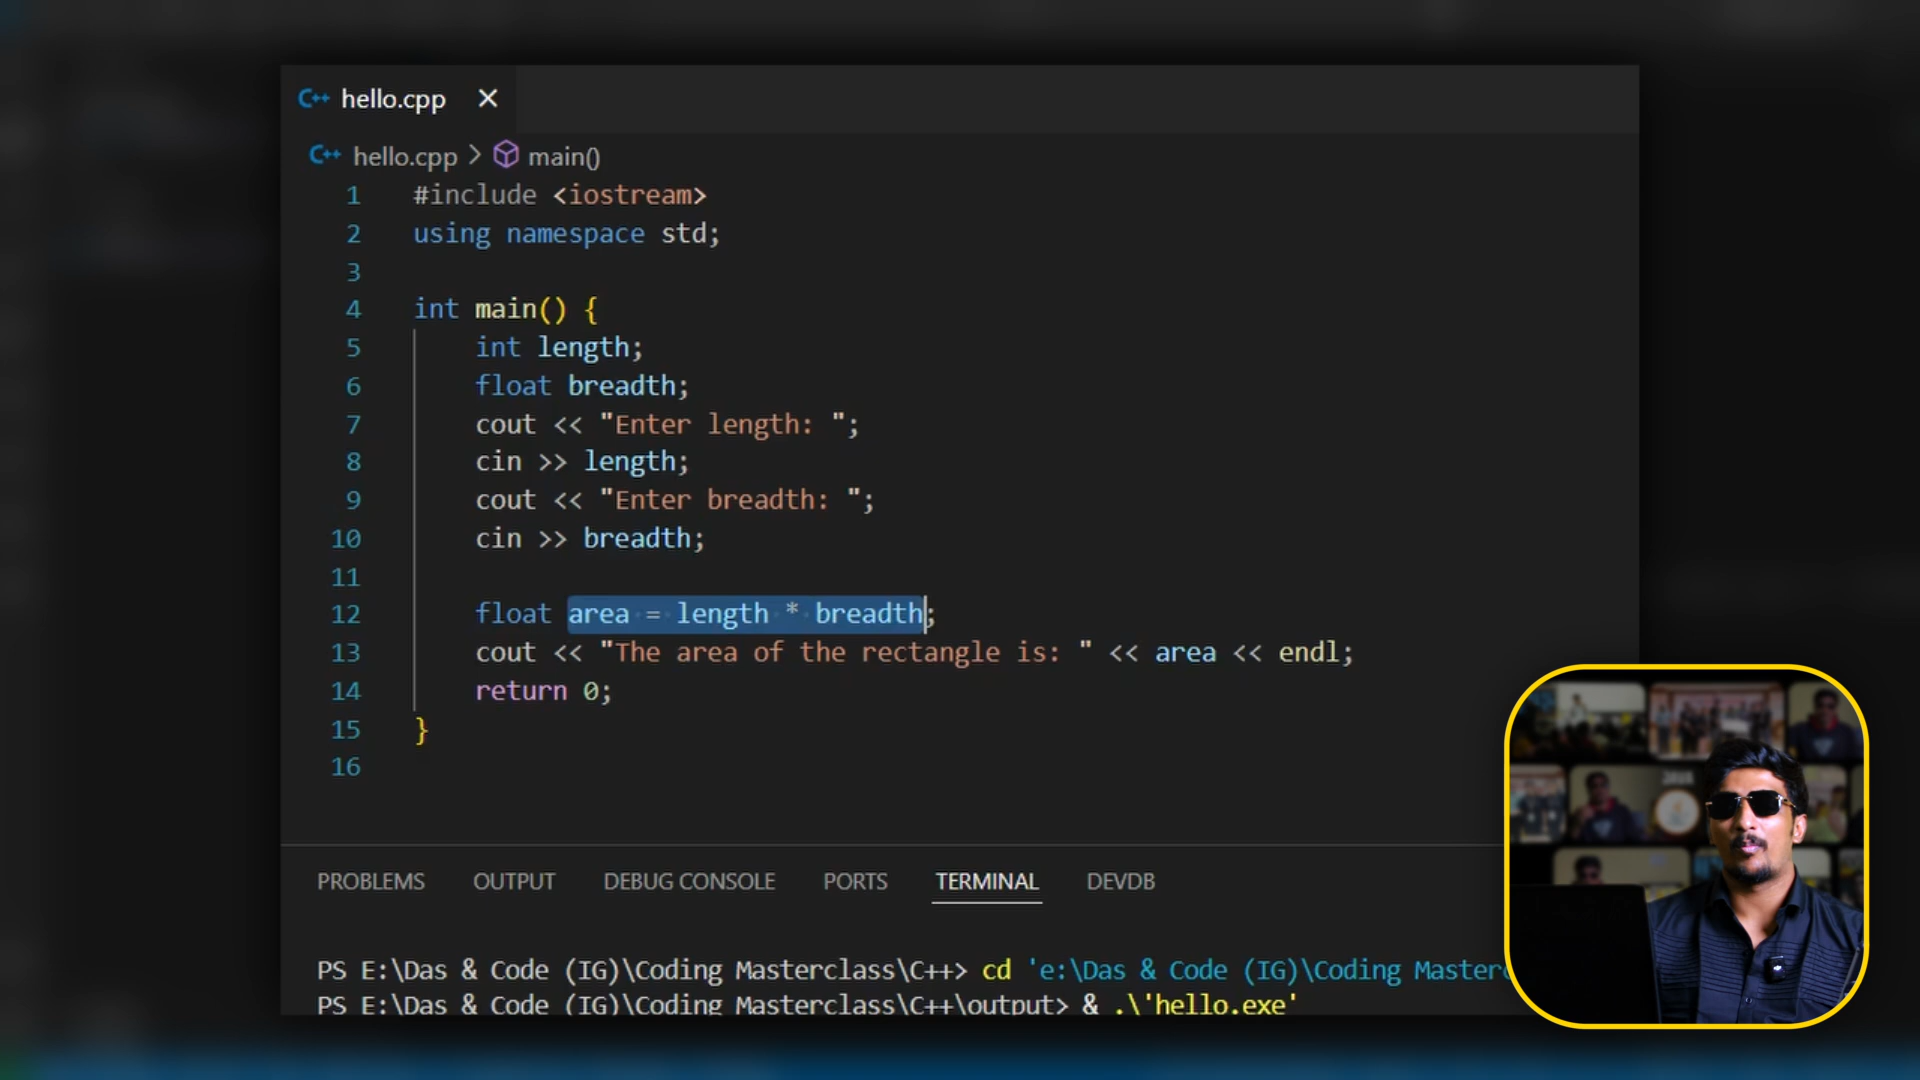 C++ hello.cpp ✕
C++ hello.cpp > main()
1 #include <iostream>
2 using namespace std;
3
4 int main() {
5 int length;
6 float breadth;
7 cout << "Enter length: ";
8 cin >> length;
9 cout << "Enter breadth: ";
10 cin >> breadth;
11
12 float area = length * breadth;
13 cout << "The area of the rectangle is: " << area << endl;
14 return 0;
15 }
16
PROBLEMS OUTPUT DEBUG CONSOLE PORTS TERMINAL DEVDB
PS E:\Das & Code (IG)\Coding Masterclass\C++> cd 'e:\Das & Code (IG)\Coding Masterc
PS E:\Das & Code (IG)\Coding Masterclass\C++\output> & .\'hello.exe'